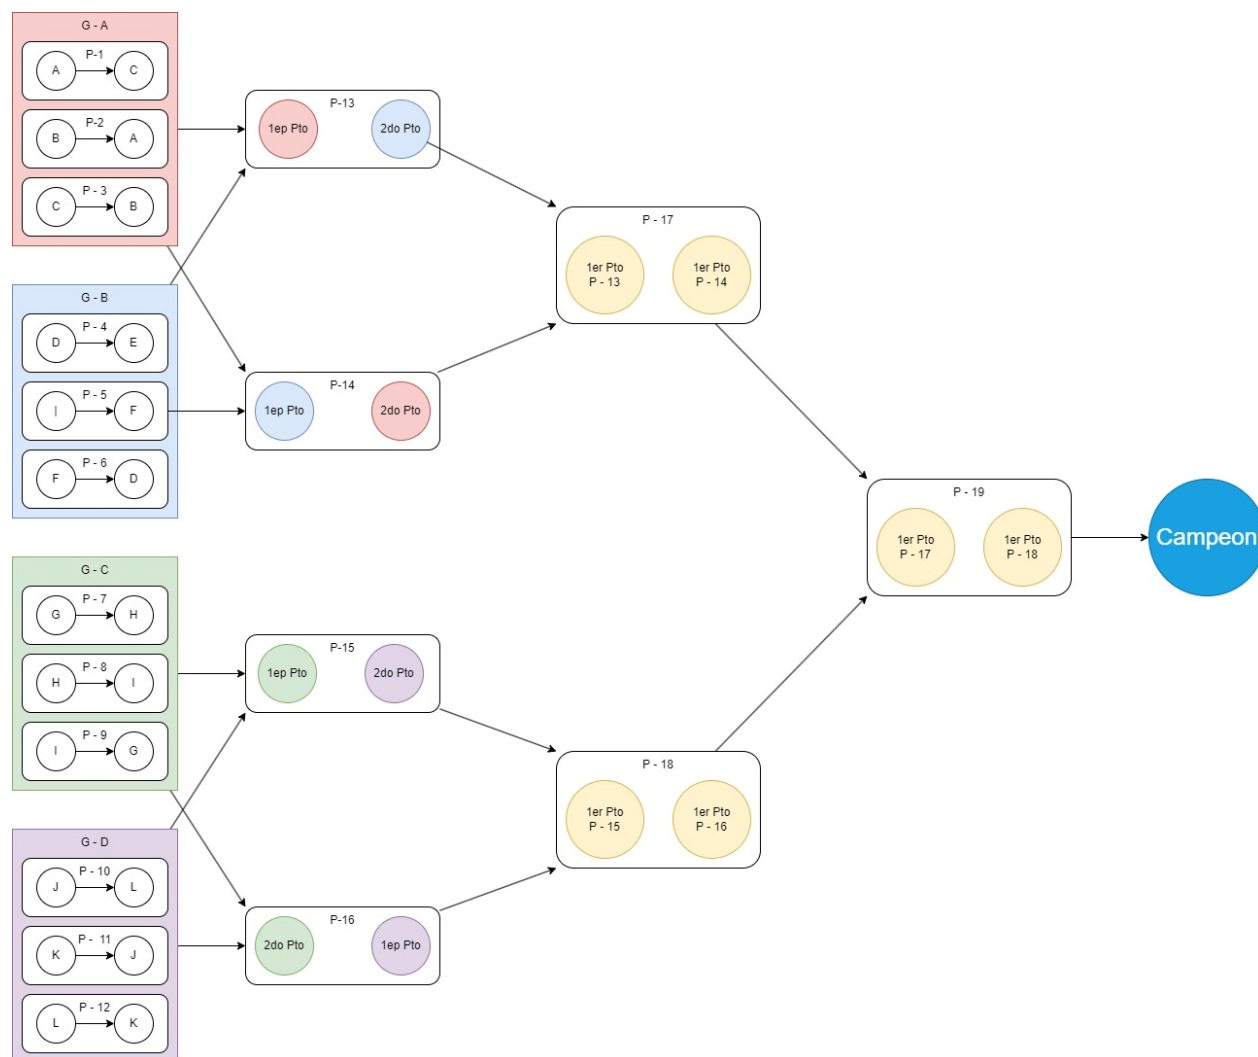 G - A
P-1
A
C
P-2
B
A
P - 3
C
B
G - B
P - 4
D
E
P - 5
I
F
P - 6
F
D
G - C
P - 7
G
H
P - 8
H
I
P - 9
I
G
G - D
P - 10
J
L
P - 11
K
J
P - 12
L
K
P-13
1ep Pto
2do Pto
P-14
1ep Pto
2do Pto
P-15
1ep Pto
2do Pto
P-16
2do Pto
1ep Pto
P - 17
1er Pto
P - 13
1er Pto
P - 14
P - 18
1er Pto
P - 15
1er Pto
P - 16
P - 19
1er Pto
P - 17
1er Pto
P - 18
Campeon